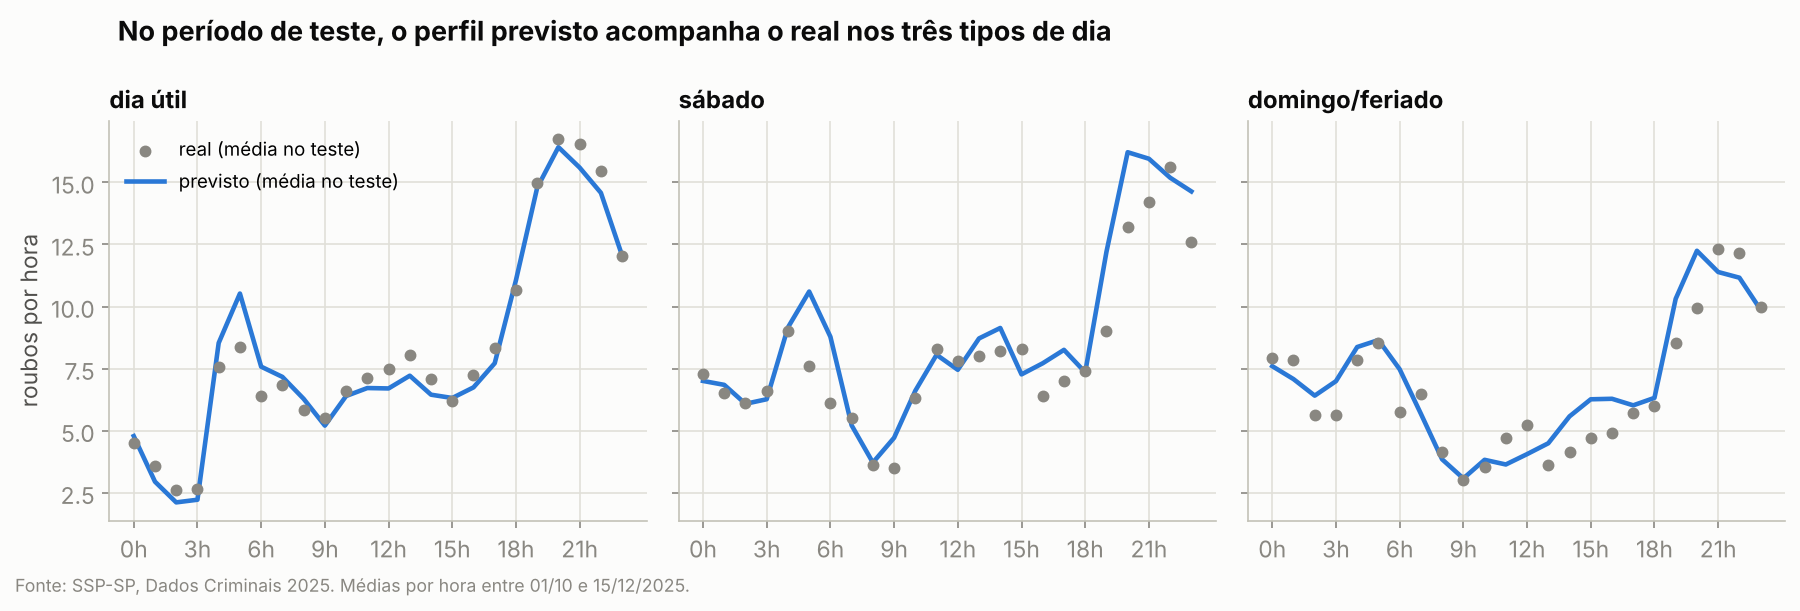 No período de teste, o perfil previsto acompanha o real nos três tipos de dia
dia útil
sábado
domingo/feriado
real (média no teste)
previsto (média no teste)
roubos por hora
15.0
12.5
10.0
7.5
5.0
2.5
0h 3h 6h 9h 12h 15h 18h 21h
0h 3h 6h 9h 12h 15h 18h 21h
0h 3h 6h 9h 12h 15h 18h 21h
Fonte: SSP-SP, Dados Criminais 2025. Médias por hora entre 01/10 e 15/12/2025.